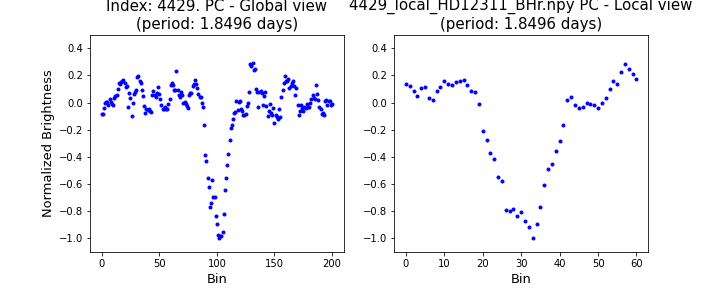 Index: 4429. PC - Global view
(period: 1.8496 days)
4429_local_HD12311_BHr.npy PC - Local view
(period: 1.8496 days)
Normalized Brightness
0.4
0.2
0.0
−0.2
−0.4
−0.6
−0.8
−1.0
0 50 100 150 200
Bin
0.4
0.2
0.0
−0.2
−0.4
−0.6
−0.8
−1.0
0 10 20 30 40 50 60
Bin